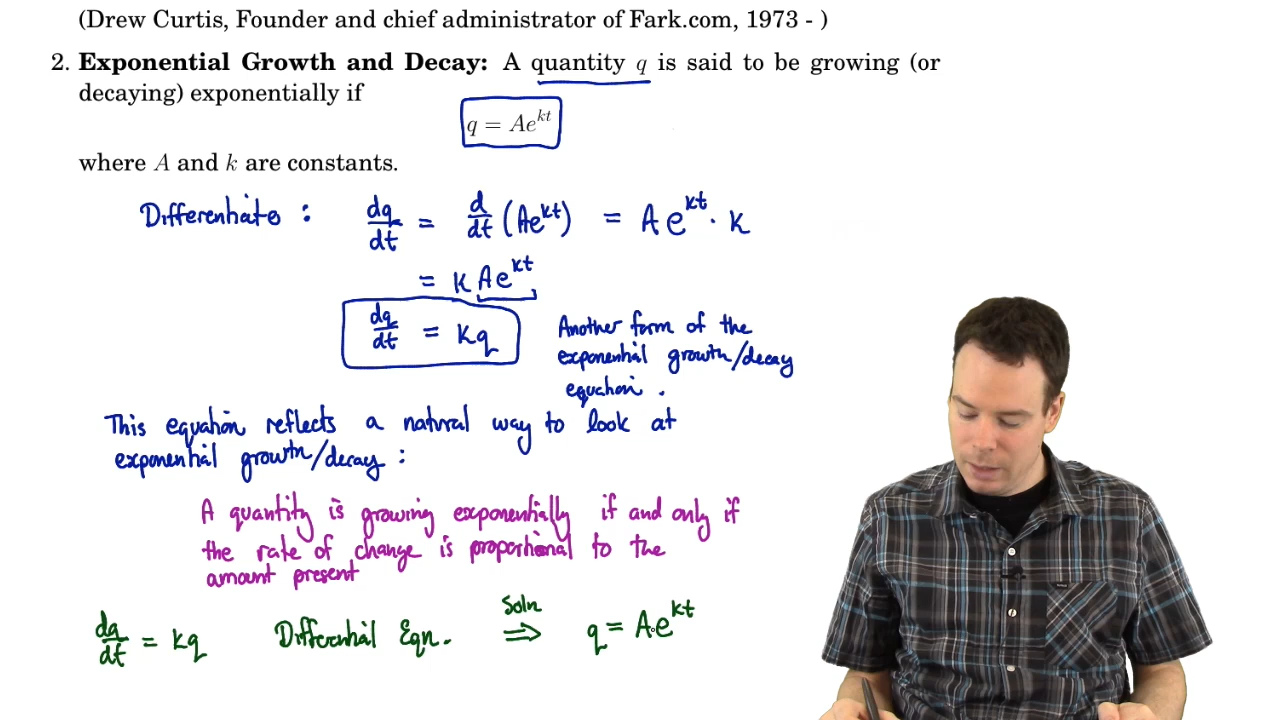 (Drew Curtis, Founder and chief administrator of Fark.com, 1973 - )
2. Exponential Growth and Decay: A quantity q is said to be growing (or
decaying) exponentially if
q = Ae^{kt}
where A and k are constants.
Differentiate : dq/dt = d/dt (Ae^{kt}) = Ae^{kt} · k
= k Ae^{kt}
dq/dt = kq
Another form of the
exponential growth/decay
equation.
This equation reflects a natural way to look at
exponential growth/decay :
A quantity is growing exponentially if and only if
the rate of change is proportional to the
amount present
dq/dt = kq Differential Eqn. Soln ⇒ q = Ae^{kt}